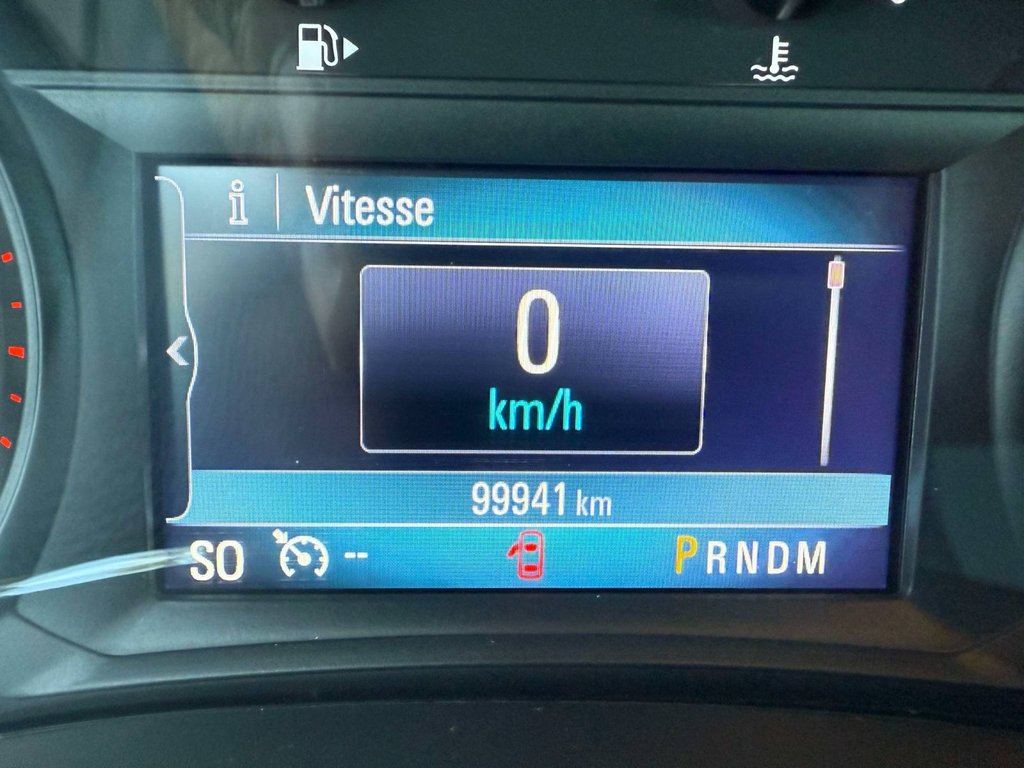 Vitesse
0
km/h
99941 km
SO -- PRNDM